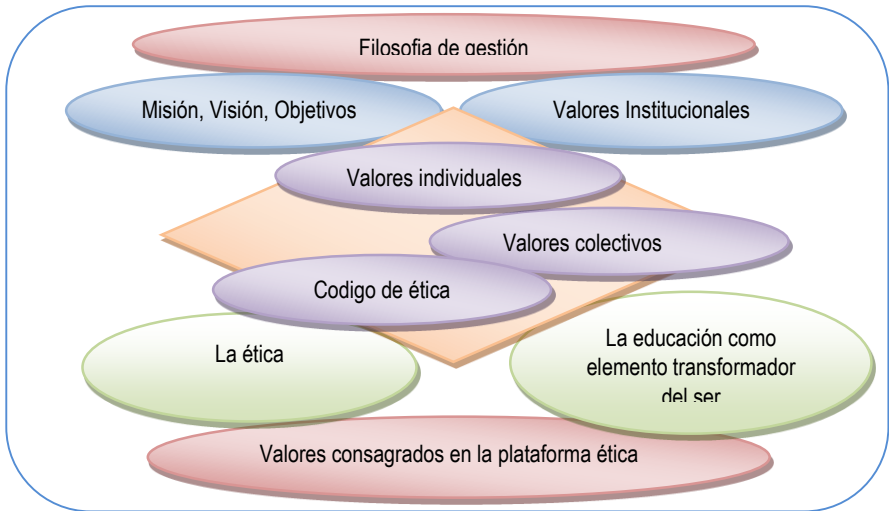 Filosofia de gestión
Misión, Visión, Objetivos
Valores Institucionales
Valores individuales
Valores colectivos
Codigo de ética
La ética
La educación como
elemento transformador
del ser
Valores consagrados en la plataforma ética